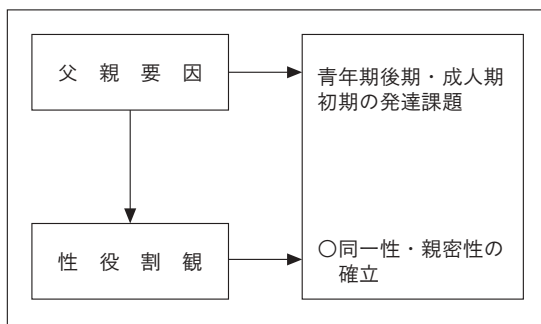 父親要因
青年期後期・成人期
初期の発達課題
性役割観
〇同一性・親密性の
確立